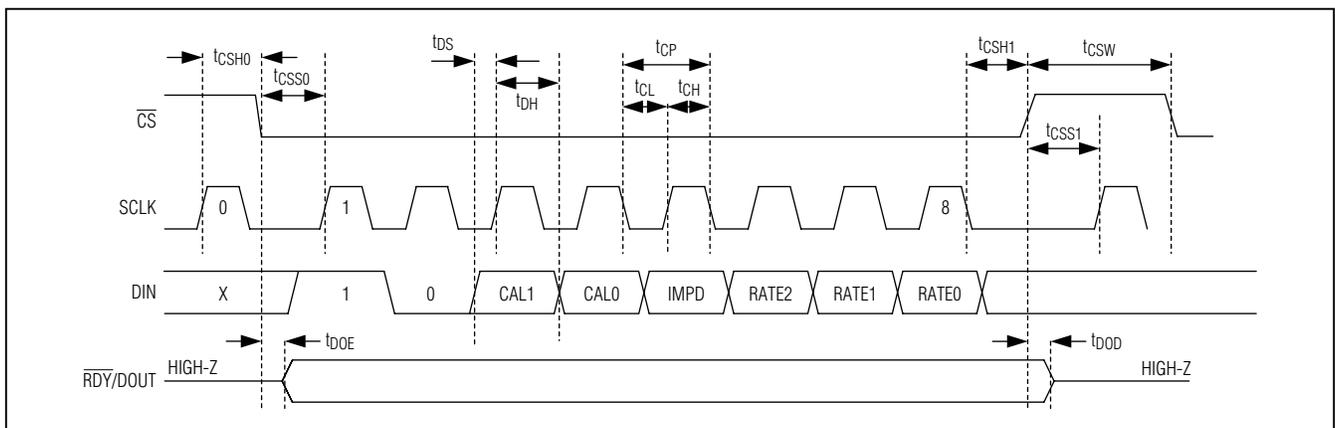 tCSH0
tCSS0
tDS
tDH
tCP
tCL
tCH
tCSH1
tCSW
tCSS1
CS
SCLK
0
1
8
DIN
X
1
0
CAL1
CAL0
IMPD
RATE2
RATE1
RATE0
tDOE
tDOD
RDY/DOUT
HIGH-Z
HIGH-Z